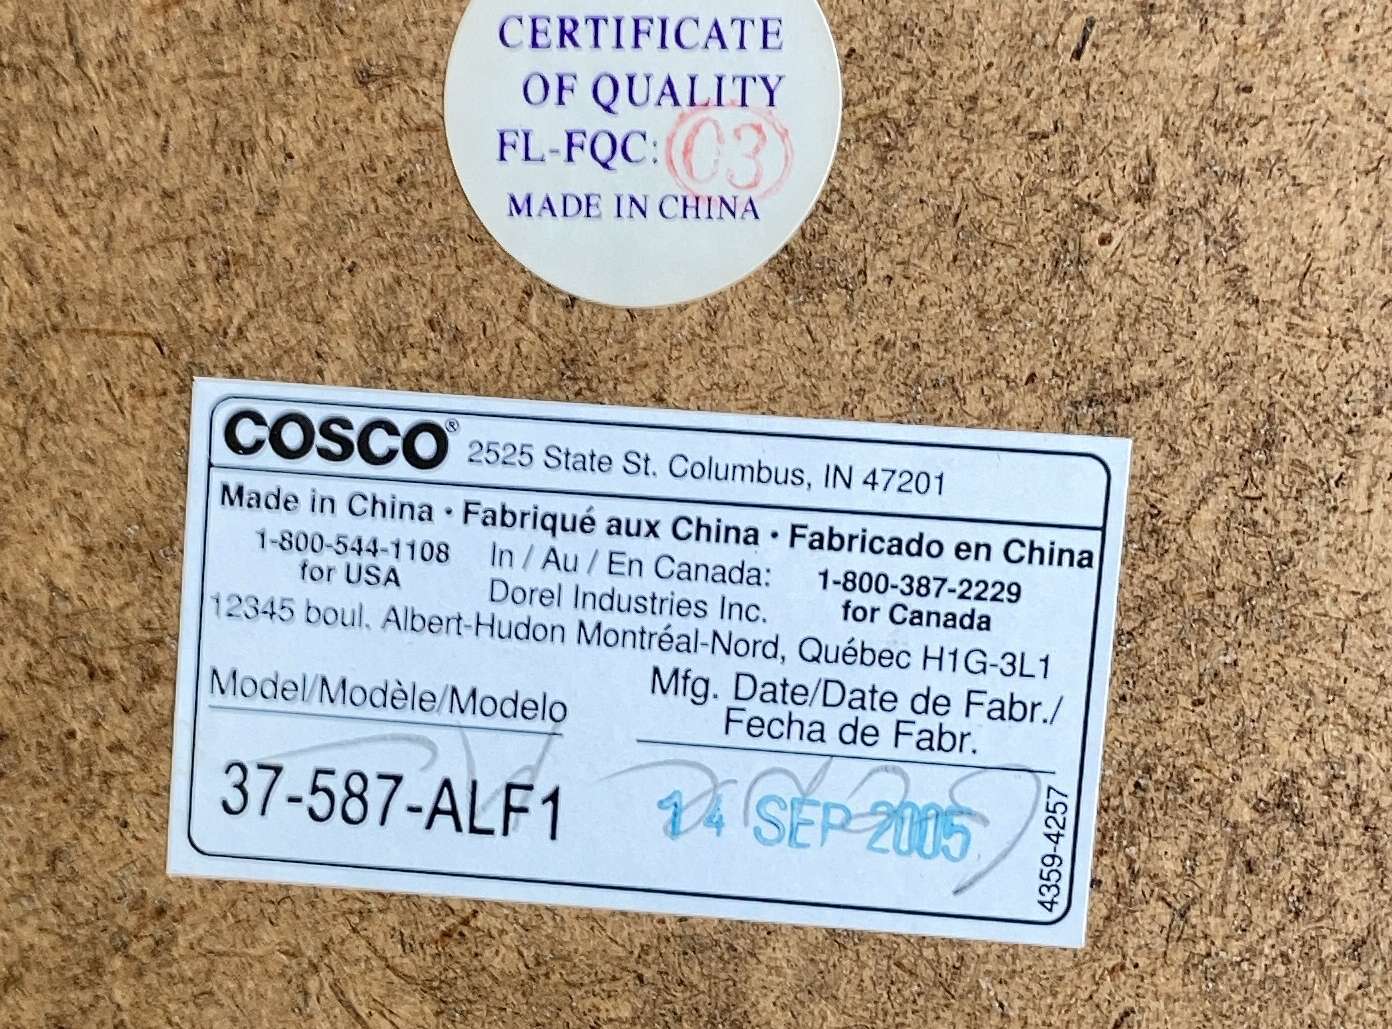 CERTIFICATE
OF QUALITY
FL-FQC: 03
MADE IN CHINA
COSCO® 2525 State St. Columbus, IN 47201
Made in China • Fabriqué aux China • Fabricado en China
1-800-544-1108 In / Au / En Canada: 1-800-387-2229
for USA Dorel Industries Inc. for Canada
12345 boul. Albert-Hudon Montréal-Nord, Québec H1G-3L1
Model/Modèle/Modelo Mfg. Date/Date de Fabr./
Fecha de Fabr.
37-587-ALF1 14 SEP 2005
4359-4257